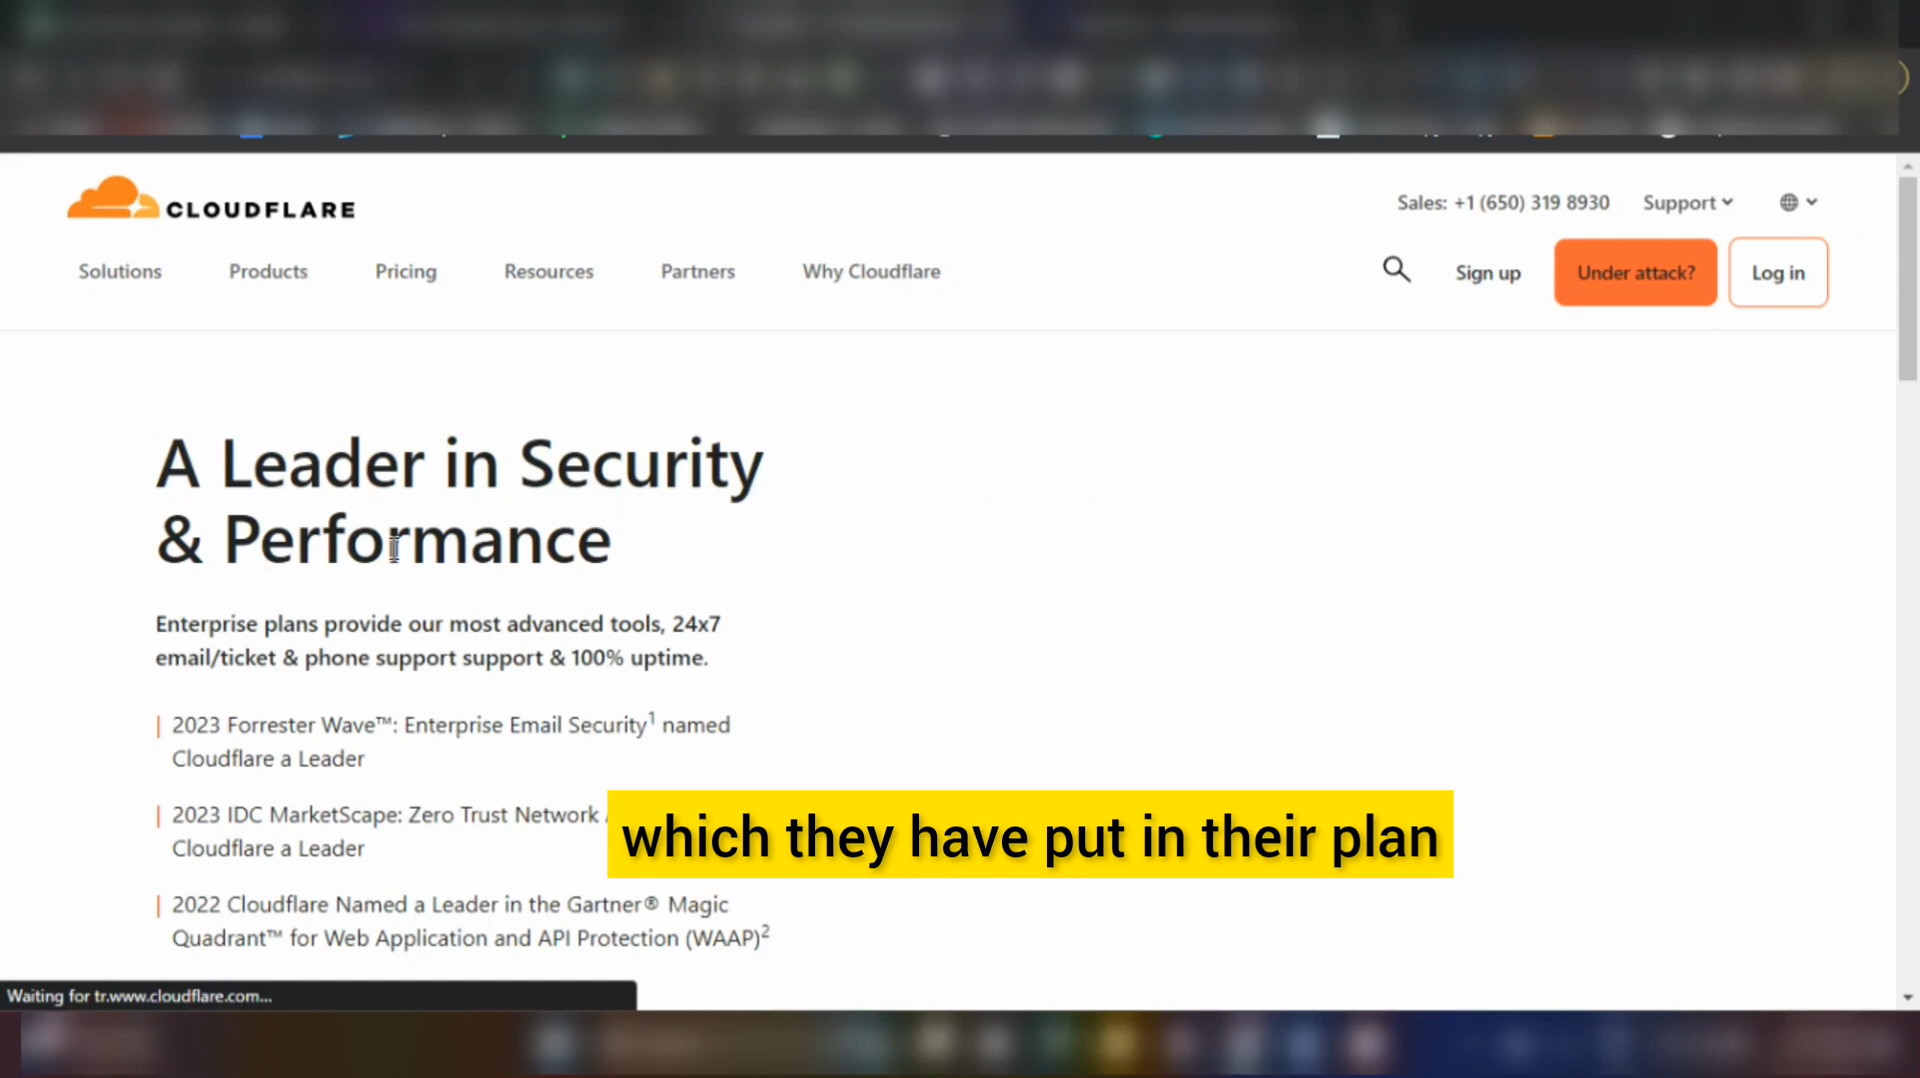 CLOUDFLARE
Sales: +1 (650) 319 8930
Support
Solutions
Products
Pricing
Resources
Partners
Why Cloudflare
Sign up
Under attack?
Log in
A Leader in Security
& Performance
Enterprise plans provide our most advanced tools, 24x7
email/ticket & phone support support & 100% uptime.
2023 Forrester Wave™: Enterprise Email Security¹ named
Cloudflare a Leader
2023 IDC MarketScape: Zero Trust Network
Cloudflare a Leader
which they have put in their plan
2022 Cloudflare Named a Leader in the Gartner® Magic
Quadrant™ for Web Application and API Protection (WAAP)²
Waiting for tr.www.cloudflare.com...